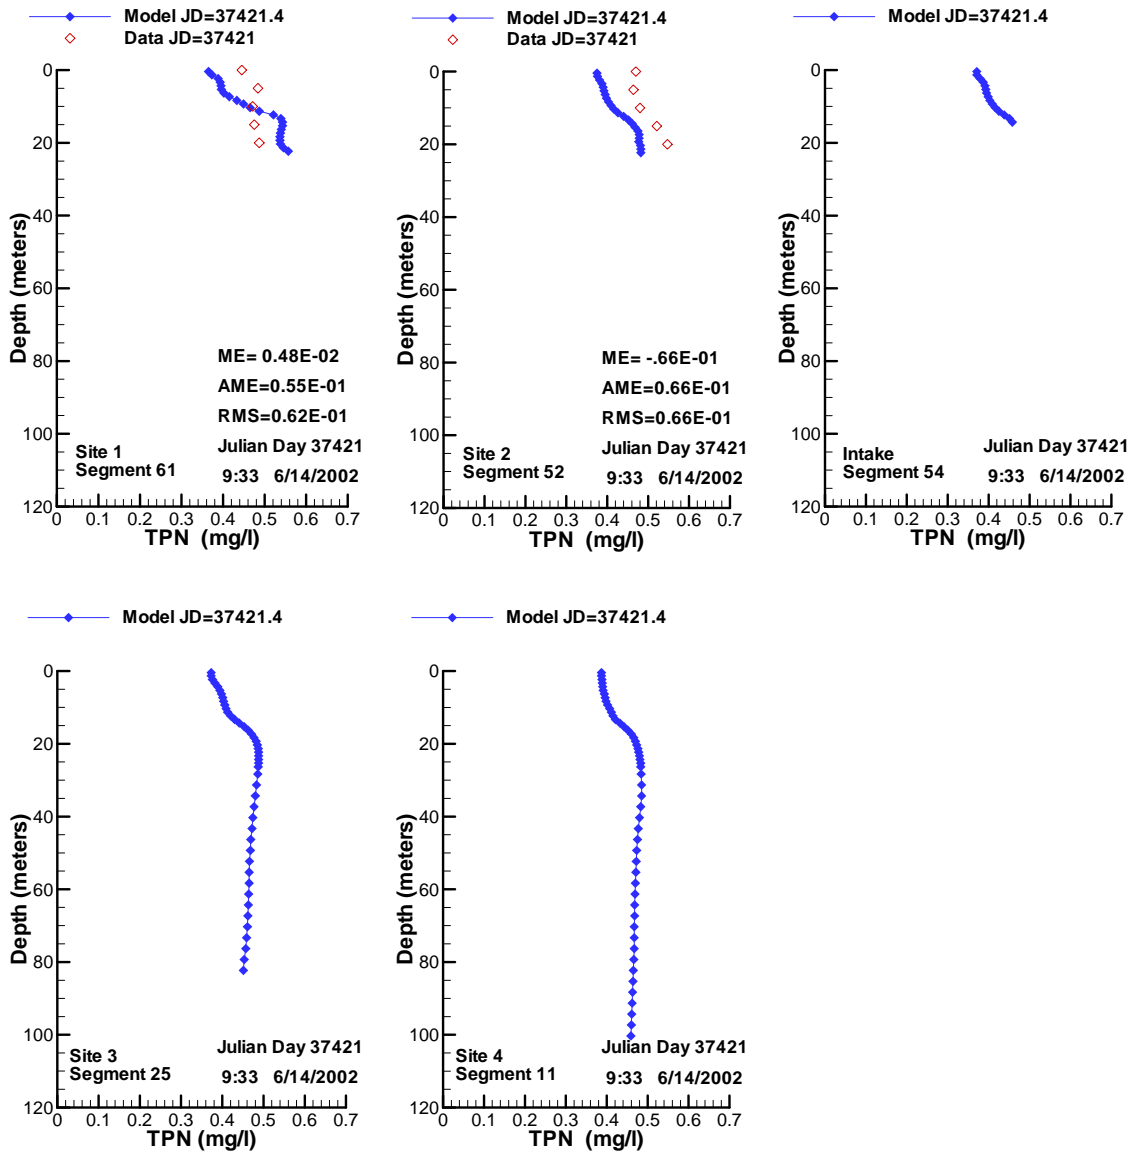 Model JD=37421.4
Data JD=37421
0
20
40
60
80
100
120
Depth (meters)
ME= 0.48E-02
AME=0.55E-01
RMS=0.62E-01
Julian Day 37421
9:33 6/14/2002
Site 1
Segment 61
0 0.1 0.2 0.3 0.4 0.5 0.6 0.7
TPN (mg/l)
Model JD=37421.4
Data JD=37421
0
20
40
60
80
100
120
Depth (meters)
ME= -.66E-01
AME=0.66E-01
RMS=0.66E-01
Julian Day 37421
9:33 6/14/2002
Site 2
Segment 52
0 0.1 0.2 0.3 0.4 0.5 0.6 0.7
TPN (mg/l)
Model JD=37421.4
0
20
40
60
80
100
120
Depth (meters)
Julian Day 37421
9:33 6/14/2002
Intake
Segment 54
0 0.1 0.2 0.3 0.4 0.5 0.6 0.7
TPN (mg/l)
Model JD=37421.4
0
20
40
60
80
100
120
Depth (meters)
Julian Day 37421
9:33 6/14/2002
Site 3
Segment 25
0 0.1 0.2 0.3 0.4 0.5 0.6 0.7
TPN (mg/l)
Model JD=37421.4
0
20
40
60
80
100
120
Depth (meters)
Julian Day 37421
9:33 6/14/2002
Site 4
Segment 11
0 0.1 0.2 0.3 0.4 0.5 0.6 0.7
TPN (mg/l)